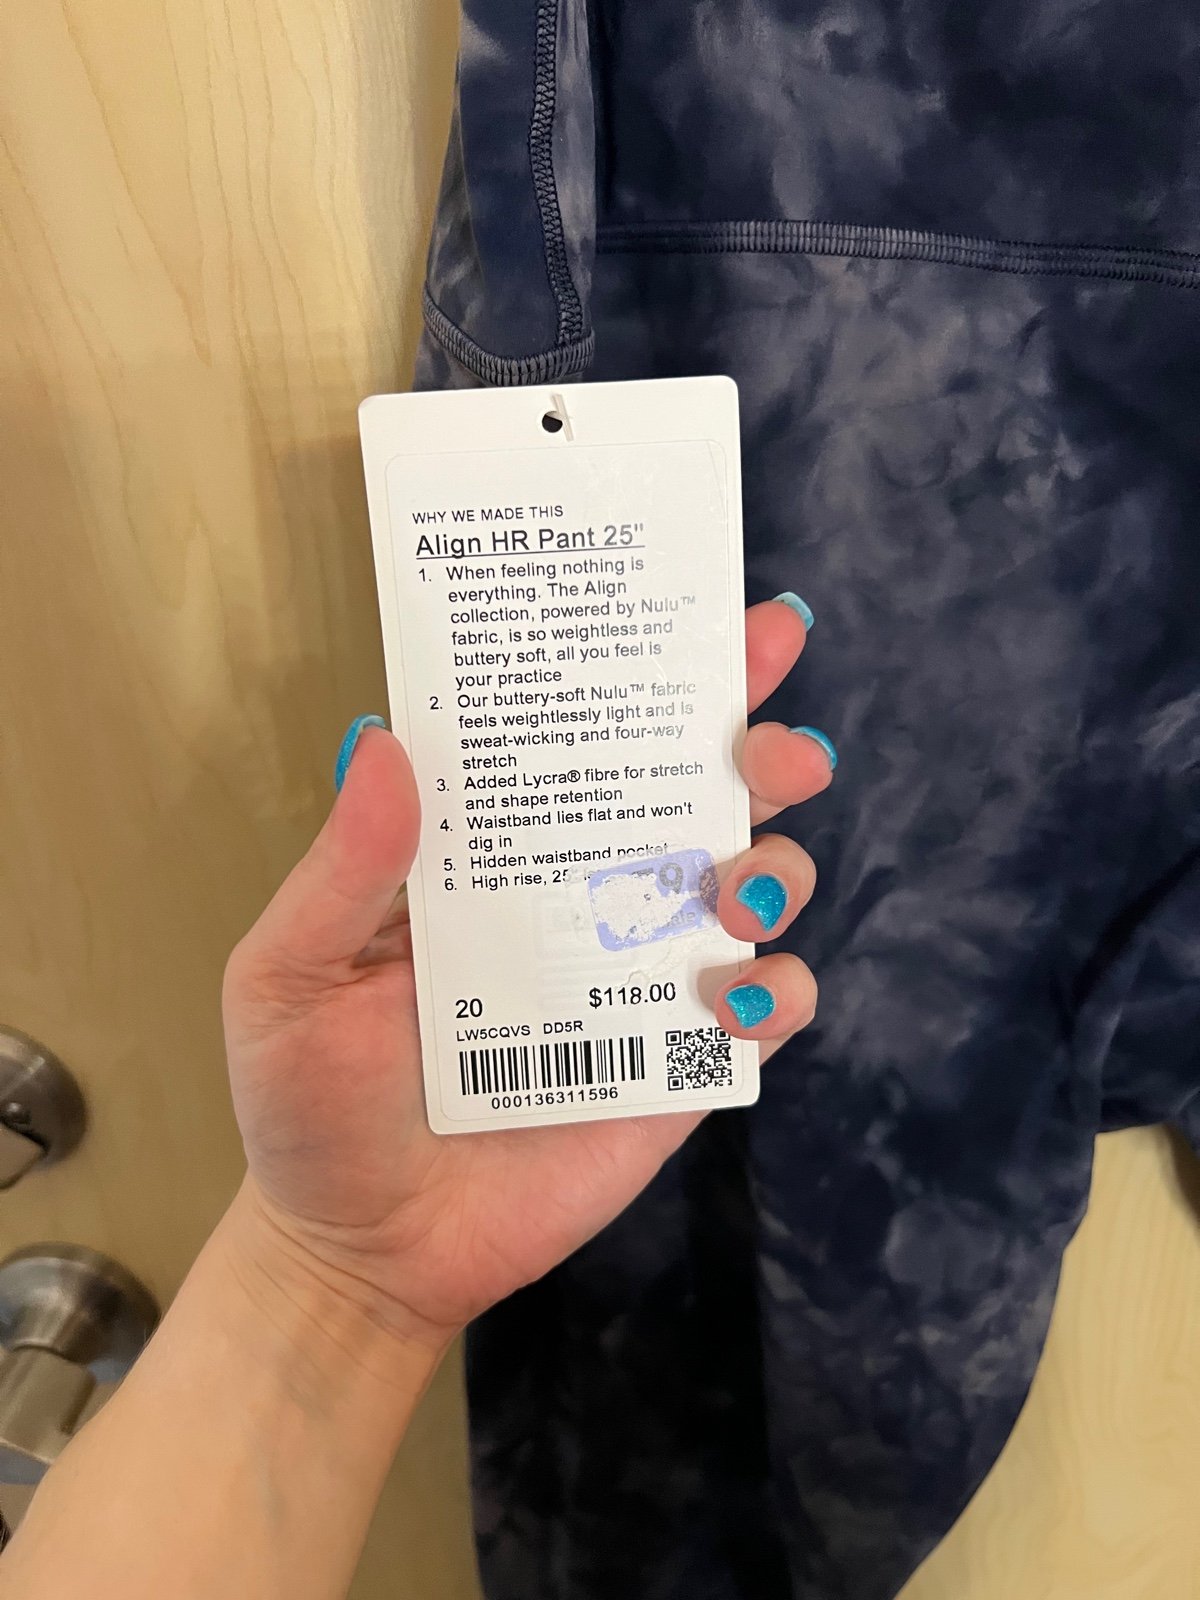 WHY WE MADE THIS
Align HR Pant 25"
1. When feeling nothing is
everything. The Align
collection, powered by Nulu™
fabric, is so weightless and
buttery soft, all you feel is
your practice
2. Our buttery-soft Nulu™ fabric
feels weightlessly light and is
sweat-wicking and four-way
stretch
3. Added Lycra® fibre for stretch
and shape retention
4. Waistband lies flat and won't
dig in
5. Hidden waistband pocket
6. High rise, 25"
9
20 $118.00
LW5CQVS DD5R
000136311596